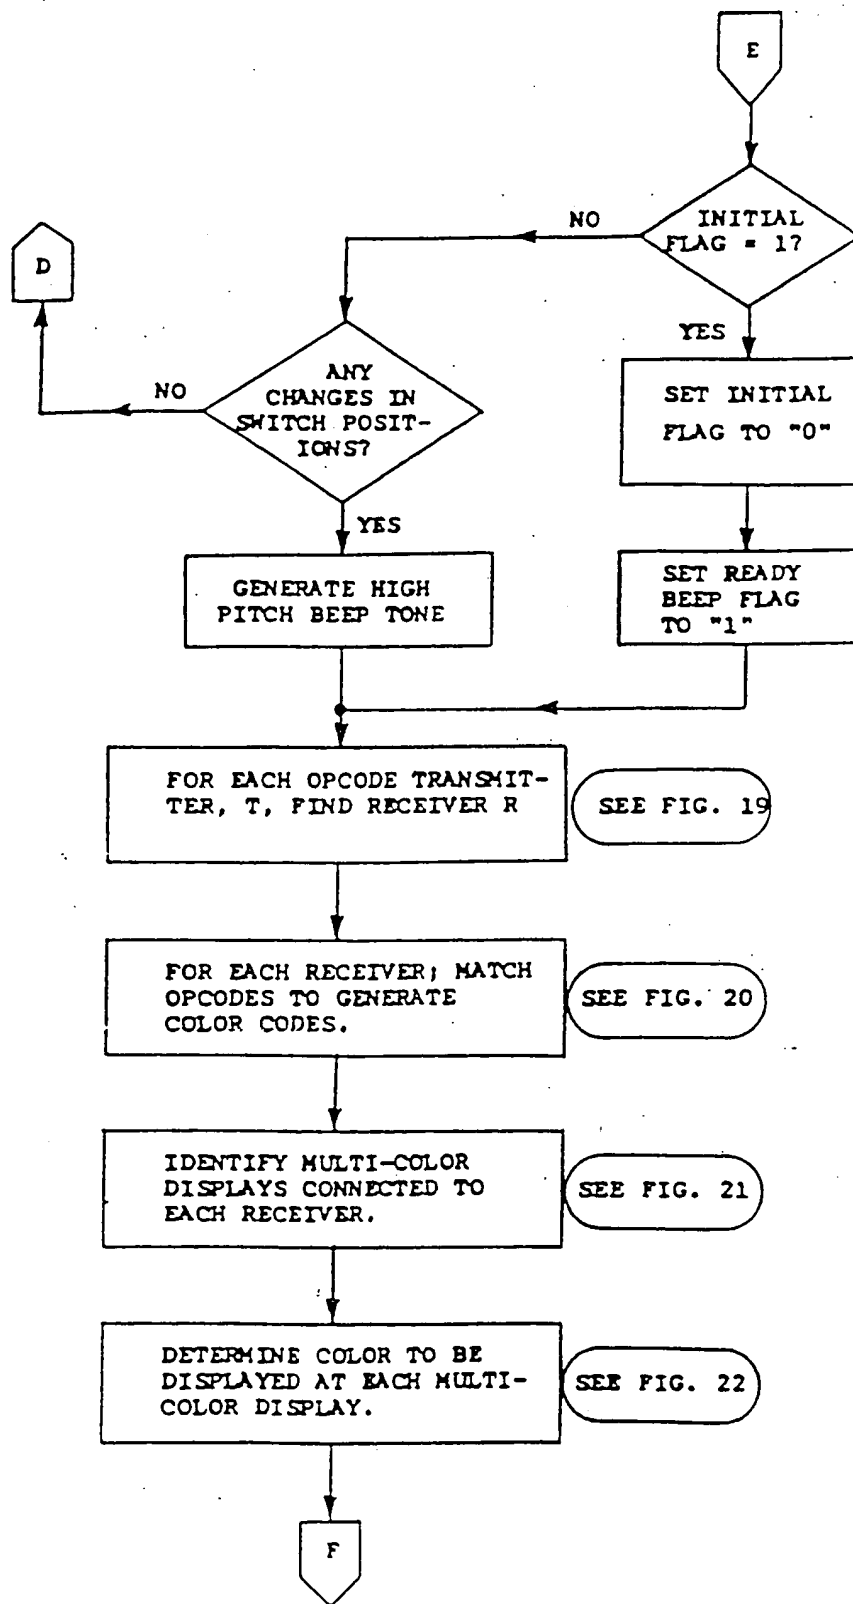 E
INITIAL
FLAG = 1?
NO
YES
D
ANY
CHANGES IN
SWITCH POSIT-
IONS?
NO
YES
SET INITIAL
FLAG TO "0"
GENERATE HIGH
PITCH BEEP TONE
SET READY
BEEP FLAG
TO "1"
FOR EACH OPCODE TRANSMIT-
TER, T, FIND RECEIVER R
SEE FIG. 19
FOR EACH RECEIVER; MATCH
OPCODES TO GENERATE
COLOR CODES.
SEE FIG. 20
IDENTIFY MULTI-COLOR
DISPLAYS CONNECTED TO
EACH RECEIVER.
SEE FIG. 21
DETERMINE COLOR TO BE
DISPLAYED AT EACH MULTI-
COLOR DISPLAY.
SEE FIG. 22
F